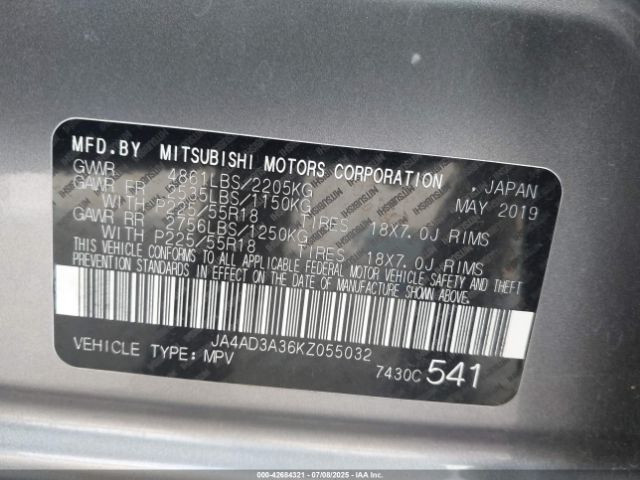 MFD.BY MITSUBISHI MOTORS CORPORATION . JAPAN
GVWR 4861LBS/2205KG MAY 2019
GAWR FR 2535LBS/1150KG
WITH P225/55R18 TIRES 18X7.0J RIMS
GAWR RR 2756LBS/1250KG
WITH P225/55R18 TIRES 18X7.0J RIMS
THIS VEHICLE CONFORMS TO ALL APPLICABLE FEDERAL MOTOR VEHICLE SAFETY AND THEFT
PREVENTION STANDARDS IN EFFECT ON THE DATE OF MANUFACTURE SHOWN ABOVE.
JA4AD3A36KZ055032
VEHICLE TYPE: MPV 7430C 541
000-42684321 - 07/08/2025 - IAAI Inc. (Copart)